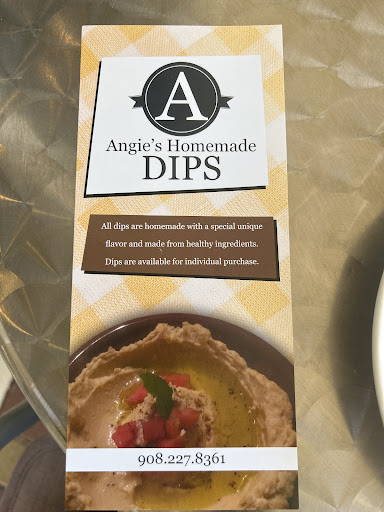 A
Angie's Homemade
DIPS
All dips are homemade with a special unique
flavor and made from healthy ingredients.
Dips are available for individual purchase.
908.227.8361